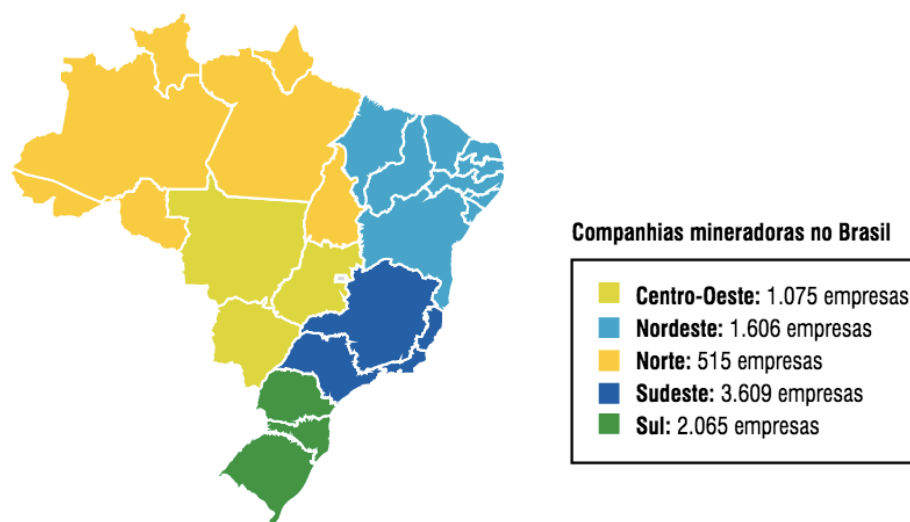 Companhias mineradoras no Brasil
Centro-Oeste: 1.075 empresas
Nordeste: 1.606 empresas
Norte: 515 empresas
Sudeste: 3.609 empresas
Sul: 2.065 empresas